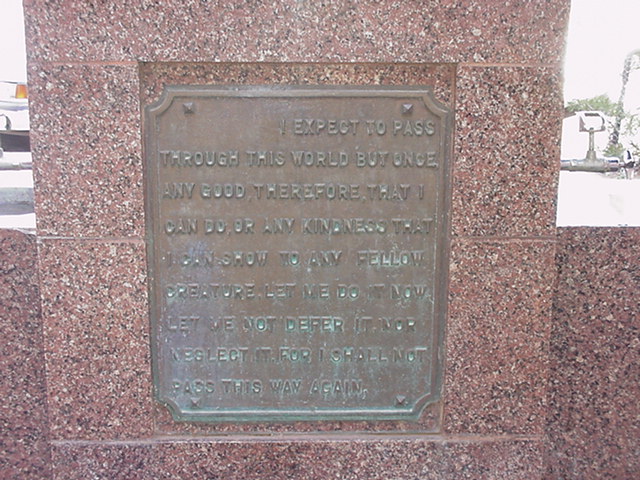 I EXPECT TO PASS
THROUGH THIS WORLD BUT ONCE.
ANY GOOD, THEREFORE, THAT I
CAN DO, OR ANY KINDNESS THAT
I CAN SHOW TO ANY FELLOW
CREATURE, LET ME DO IT NOW.
LET ME NOT DEFER IT, NOR
NEGLECT IT, FOR I SHALL NOT
PASS THIS WAY AGAIN.